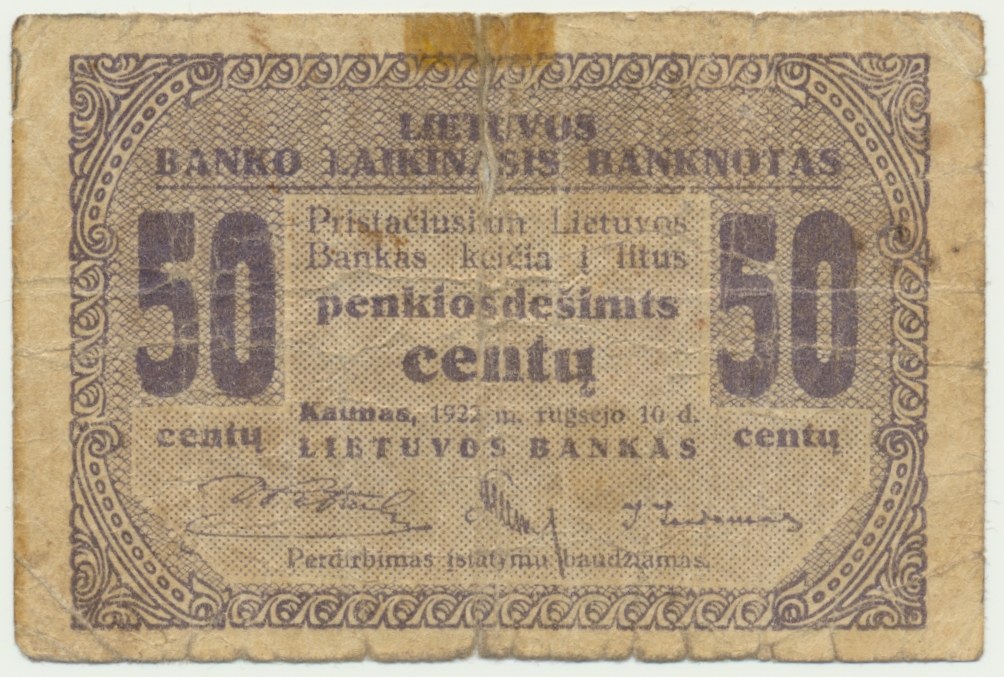 LIETUVOS
BANKO LAIKINASIS BANKNOTAS
50
Pristačiusiun Lietuvos
Bankas keičia į litus
penkiosdešimts
centų
50
centų
Kaunas, 1922 m. rugsėjo 10 d.
LIETUVOS BANKAS
centų
Perdirbimas įstatymu baudžiamas.